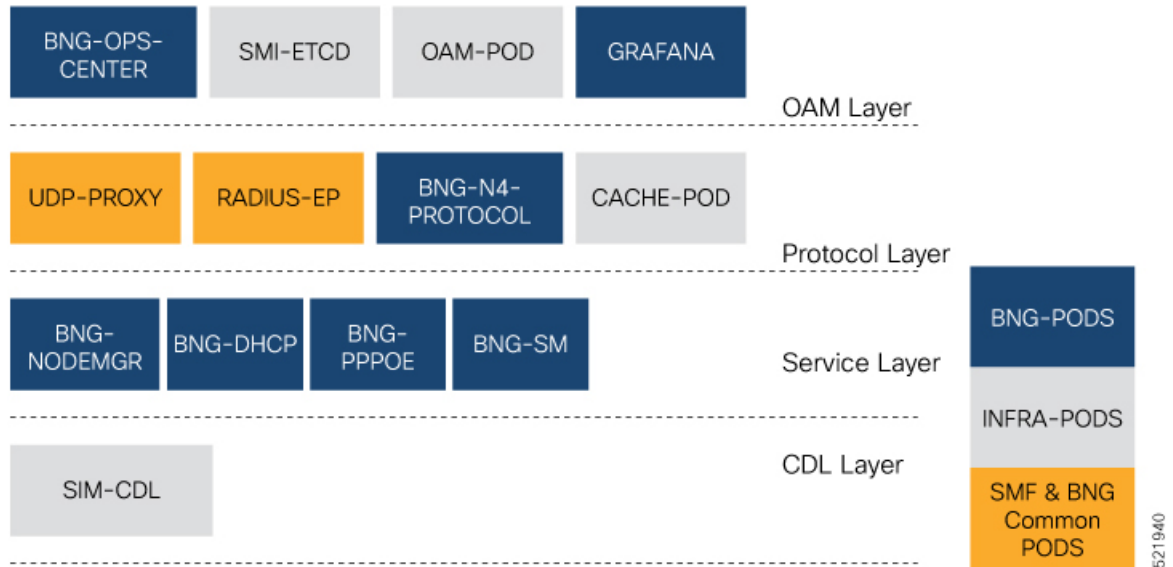 BNG-OPS-
CENTER
SMI-ETCD
OAM-POD
GRAFANA
OAM Layer
UDP-PROXY
RADIUS-EP
BNG-N4-
PROTOCOL
CACHE-POD
Protocol Layer
BNG-
NODEMGR
BNG-DHCP
BNG-
PPPOE
BNG-SM
Service Layer
SIM-CDL
CDL Layer
BNG-PODS
INFRA-PODS
SMF & BNG
Common
PODS
521940